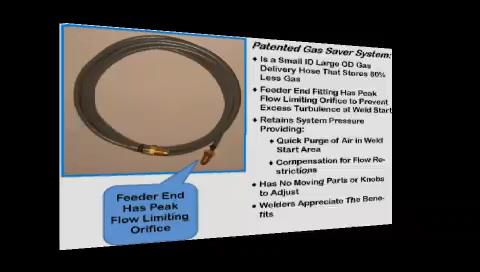 Patented Gas Saver System:
Is a Small ID Large OD Gas
Delivery Hose That Stores 80%
Less Gas
Feeder End Fitting Has Peak
Flow Limiting Orifice to Prevent
Excess Turbulence at Weld Start
Retains System Pressure
Providing:
Quick Purge of Air in Weld
Start Area
Compensation for Flow Re-
strictions
Has No Moving Parts or Knobs
to Adjust
Welders Appreciate The Bene-
fits
Feeder End
Has Peak
Flow Limiting
Orifice